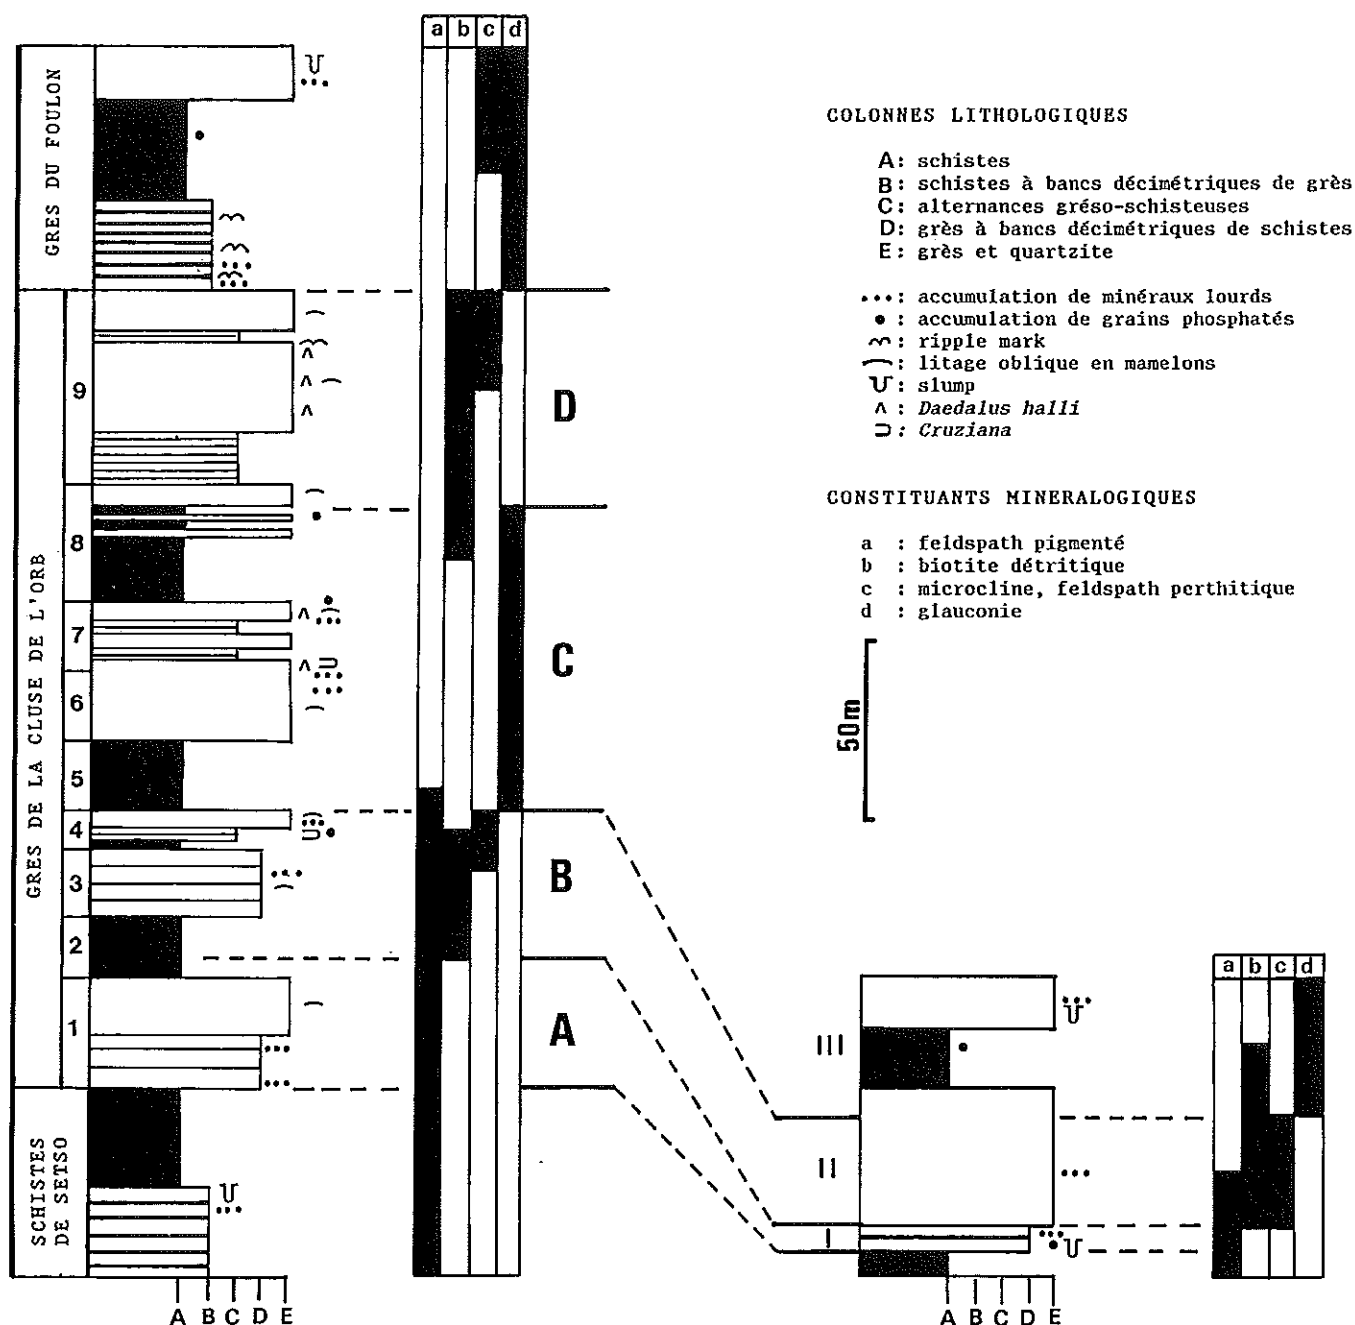 a b c d
GRES DU FOULON
GRES DE LA CLUSE DE L'ORB
SCHISTES
DE SETSO
9
8
7
6
5
4
3
2
1
D
C
B
A
A B C D E
COLONNES LITHOLOGIQUES
A: schistes
B: schistes à bancs décimétriques de grès
C: alternances gréso-schisteuses
D: grès à bancs décimétriques de schistes
E: grès et quartzite
: accumulation de minéraux lourds
: accumulation de grains phosphatés
: ripple mark
: litage oblique en mamelons
: slump
: Daedalus halli
: Cruziana
CONSTITUANTS MINERALOGIQUES
a : feldspath pigmenté
b : biotite détritique
c : microcline, feldspath perthitique
d : glauconie
50m
a b c d
III
II
I
A B C D E